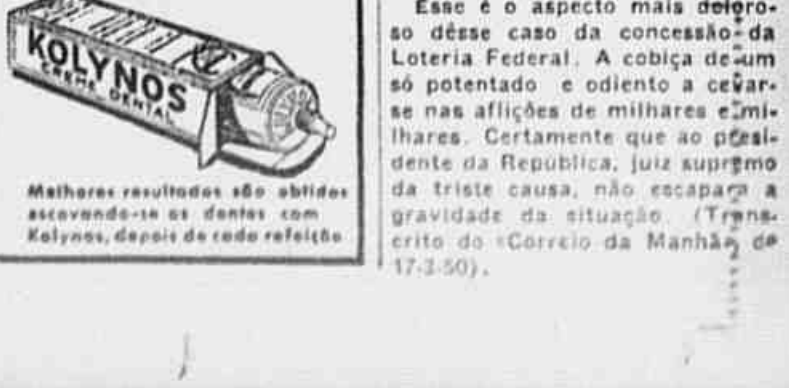 KOLYNOS
CREME DENTAL
Melhores resultados são obtidos
escovando-se os dentes com
Kolynos, depois de cada refeição
Esse é o aspecto mais doloro-
so dêsse caso da concessão da
Loteria Federal. A cobiça de um
só potentado e odiento a cevar-
se nas aflições de milhares e mi-
lhares. Certamente que ao presi-
dente da República, juiz supremo
da triste causa, não escapará a
gravidade da situação. (Trans-
crito do «Correio da Manhã» de
17-3-50).